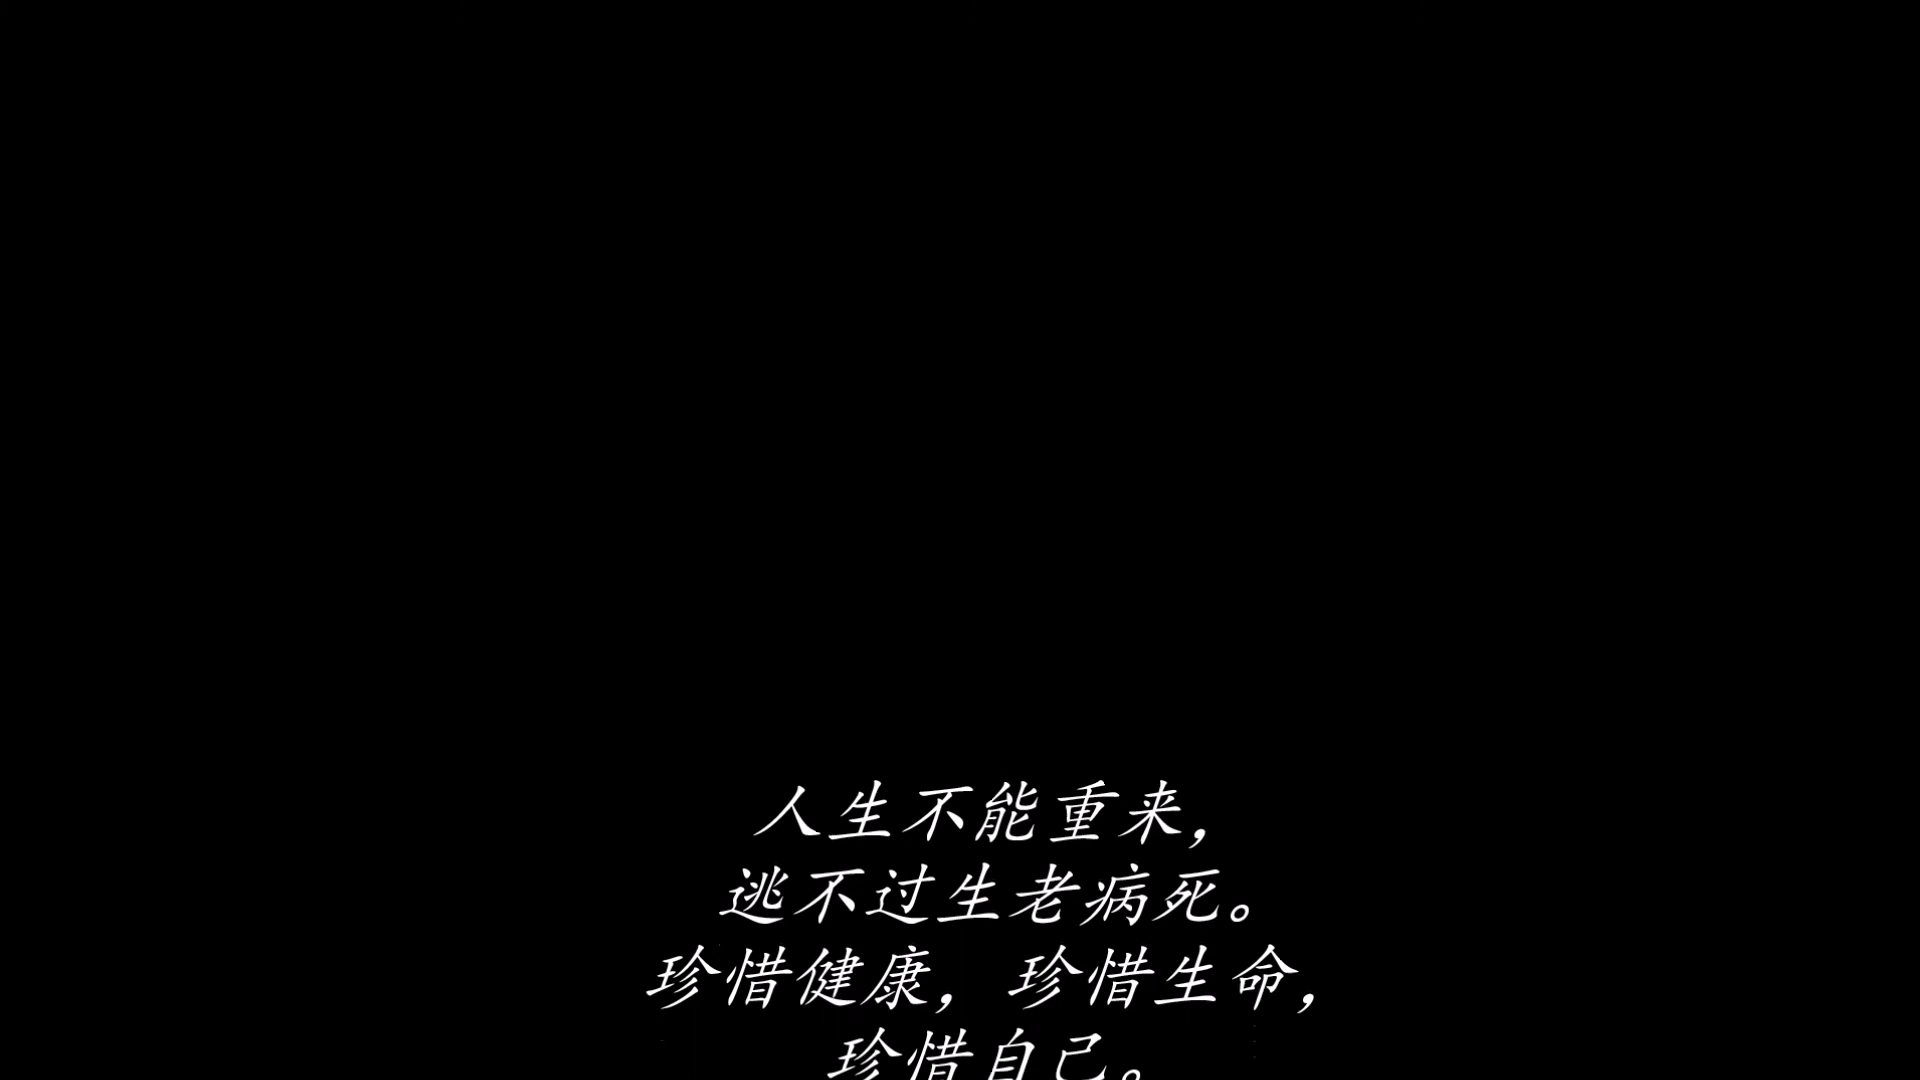 人生不能重来，
逃不过生老病死。
珍惜健康，珍惜生命，
珍惜自己。